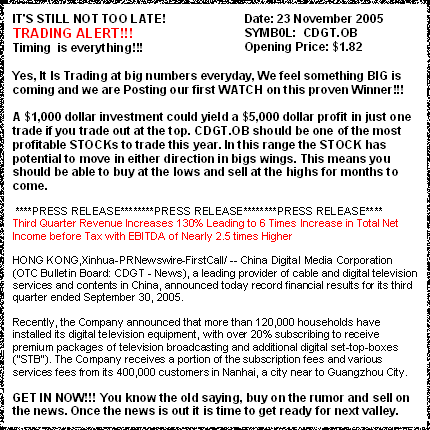 IT'S STILL NOT TOO LATE! Date: 23 November 2005
TRADING ALERT!!! SYMB0L: CDGT.OB
Timing is everything!!! Opening Price: $1.82
Yes, It Is Trading at big numbers everyday, We feel something BIG is
coming and we are Posting our first WATCH on this proven Winner!!!
A $1,000 dollar investment could yield a $5,000 dollar profit in just one
trade if you trade out at the top. CDGT.OB should be one of the most
profitable STOCKs to trade this year. In this range the STOCK has
potential to move in either direction in bigs wings. This means you
should be able to buy at the lows and sell at the highs for months to
come.
****PRESS RELEASE********PRESS RELEASE********PRESS RELEASE****
Third Quarter Revenue Increases 130% Leading to 6 Times Increase in Total Net
Income before Tax with EBITDA of Nearly 2.5 times Higher
HONG KONG,Xinhua-PRNewswire-FirstCall/ -- China Digital Media Corporation
(OTC Bulletin Board: CDGT - News), a leading provider of cable and digital television
services and contents in China, announced today record financial results for its third
quarter ended September 30, 2005.
Recently, the Company announced that more than 120,000 households have
installed its digital television equipment, with over 20% subscribing to receive
premium packages of television broadcasting and additional digital set-top-boxes
("STB"). The Company receives a portion of the subscription fees and various
services fees from its 400,000 customers in Nanhai, a city near to Guangzhou City.
GET IN NOW!!! You know the old saying, buy on the rumor and sell on
the news. Once the news is out it is time to get ready for next valley.